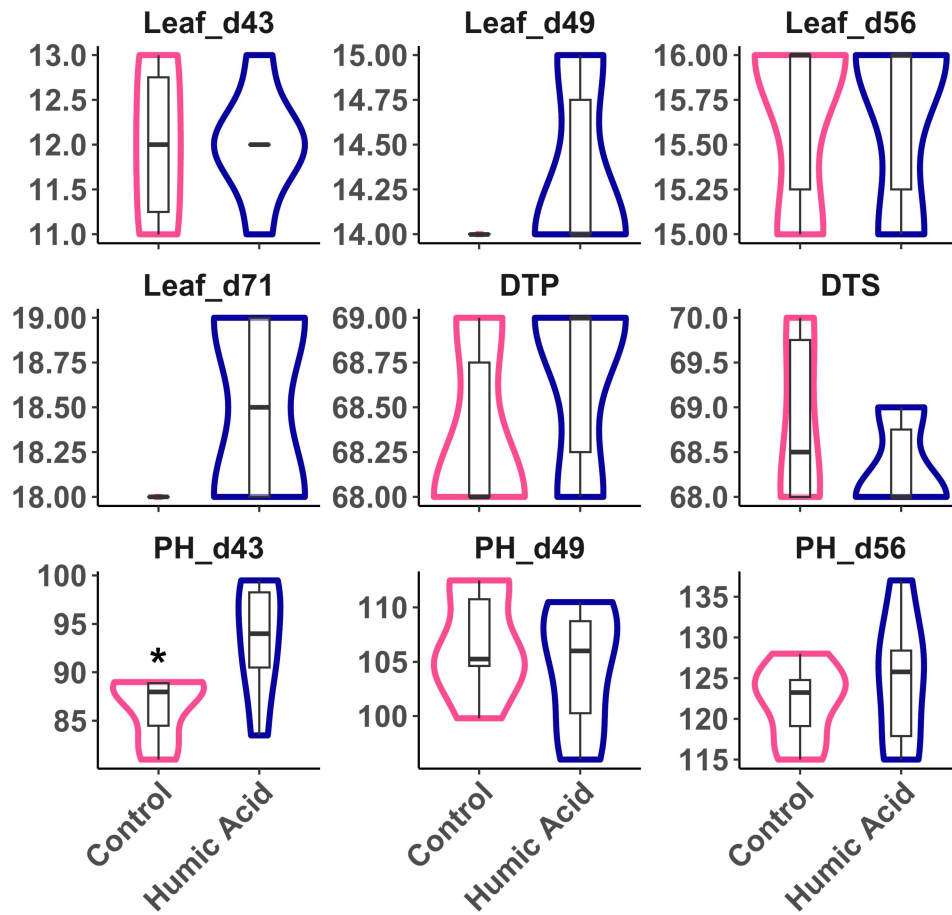 Leaf_d43 Leaf_d49 Leaf_d56
13.0 15.00 16.00
12.5 14.75 15.75
12.0 14.50 15.50
11.5 14.25 15.25
11.0 14.00 15.00
Leaf_d71 DTP DTS
19.00 69.00 70.0
18.75 68.75 69.5
18.50 68.50 69.0
18.25 68.25 68.5
18.00 68.00 68.0
PH_d43 PH_d49 PH_d56
100
95 110 135
90 105 130
85 100 125
120
115
*
Control Humic Acid Control Humic Acid Control Humic Acid